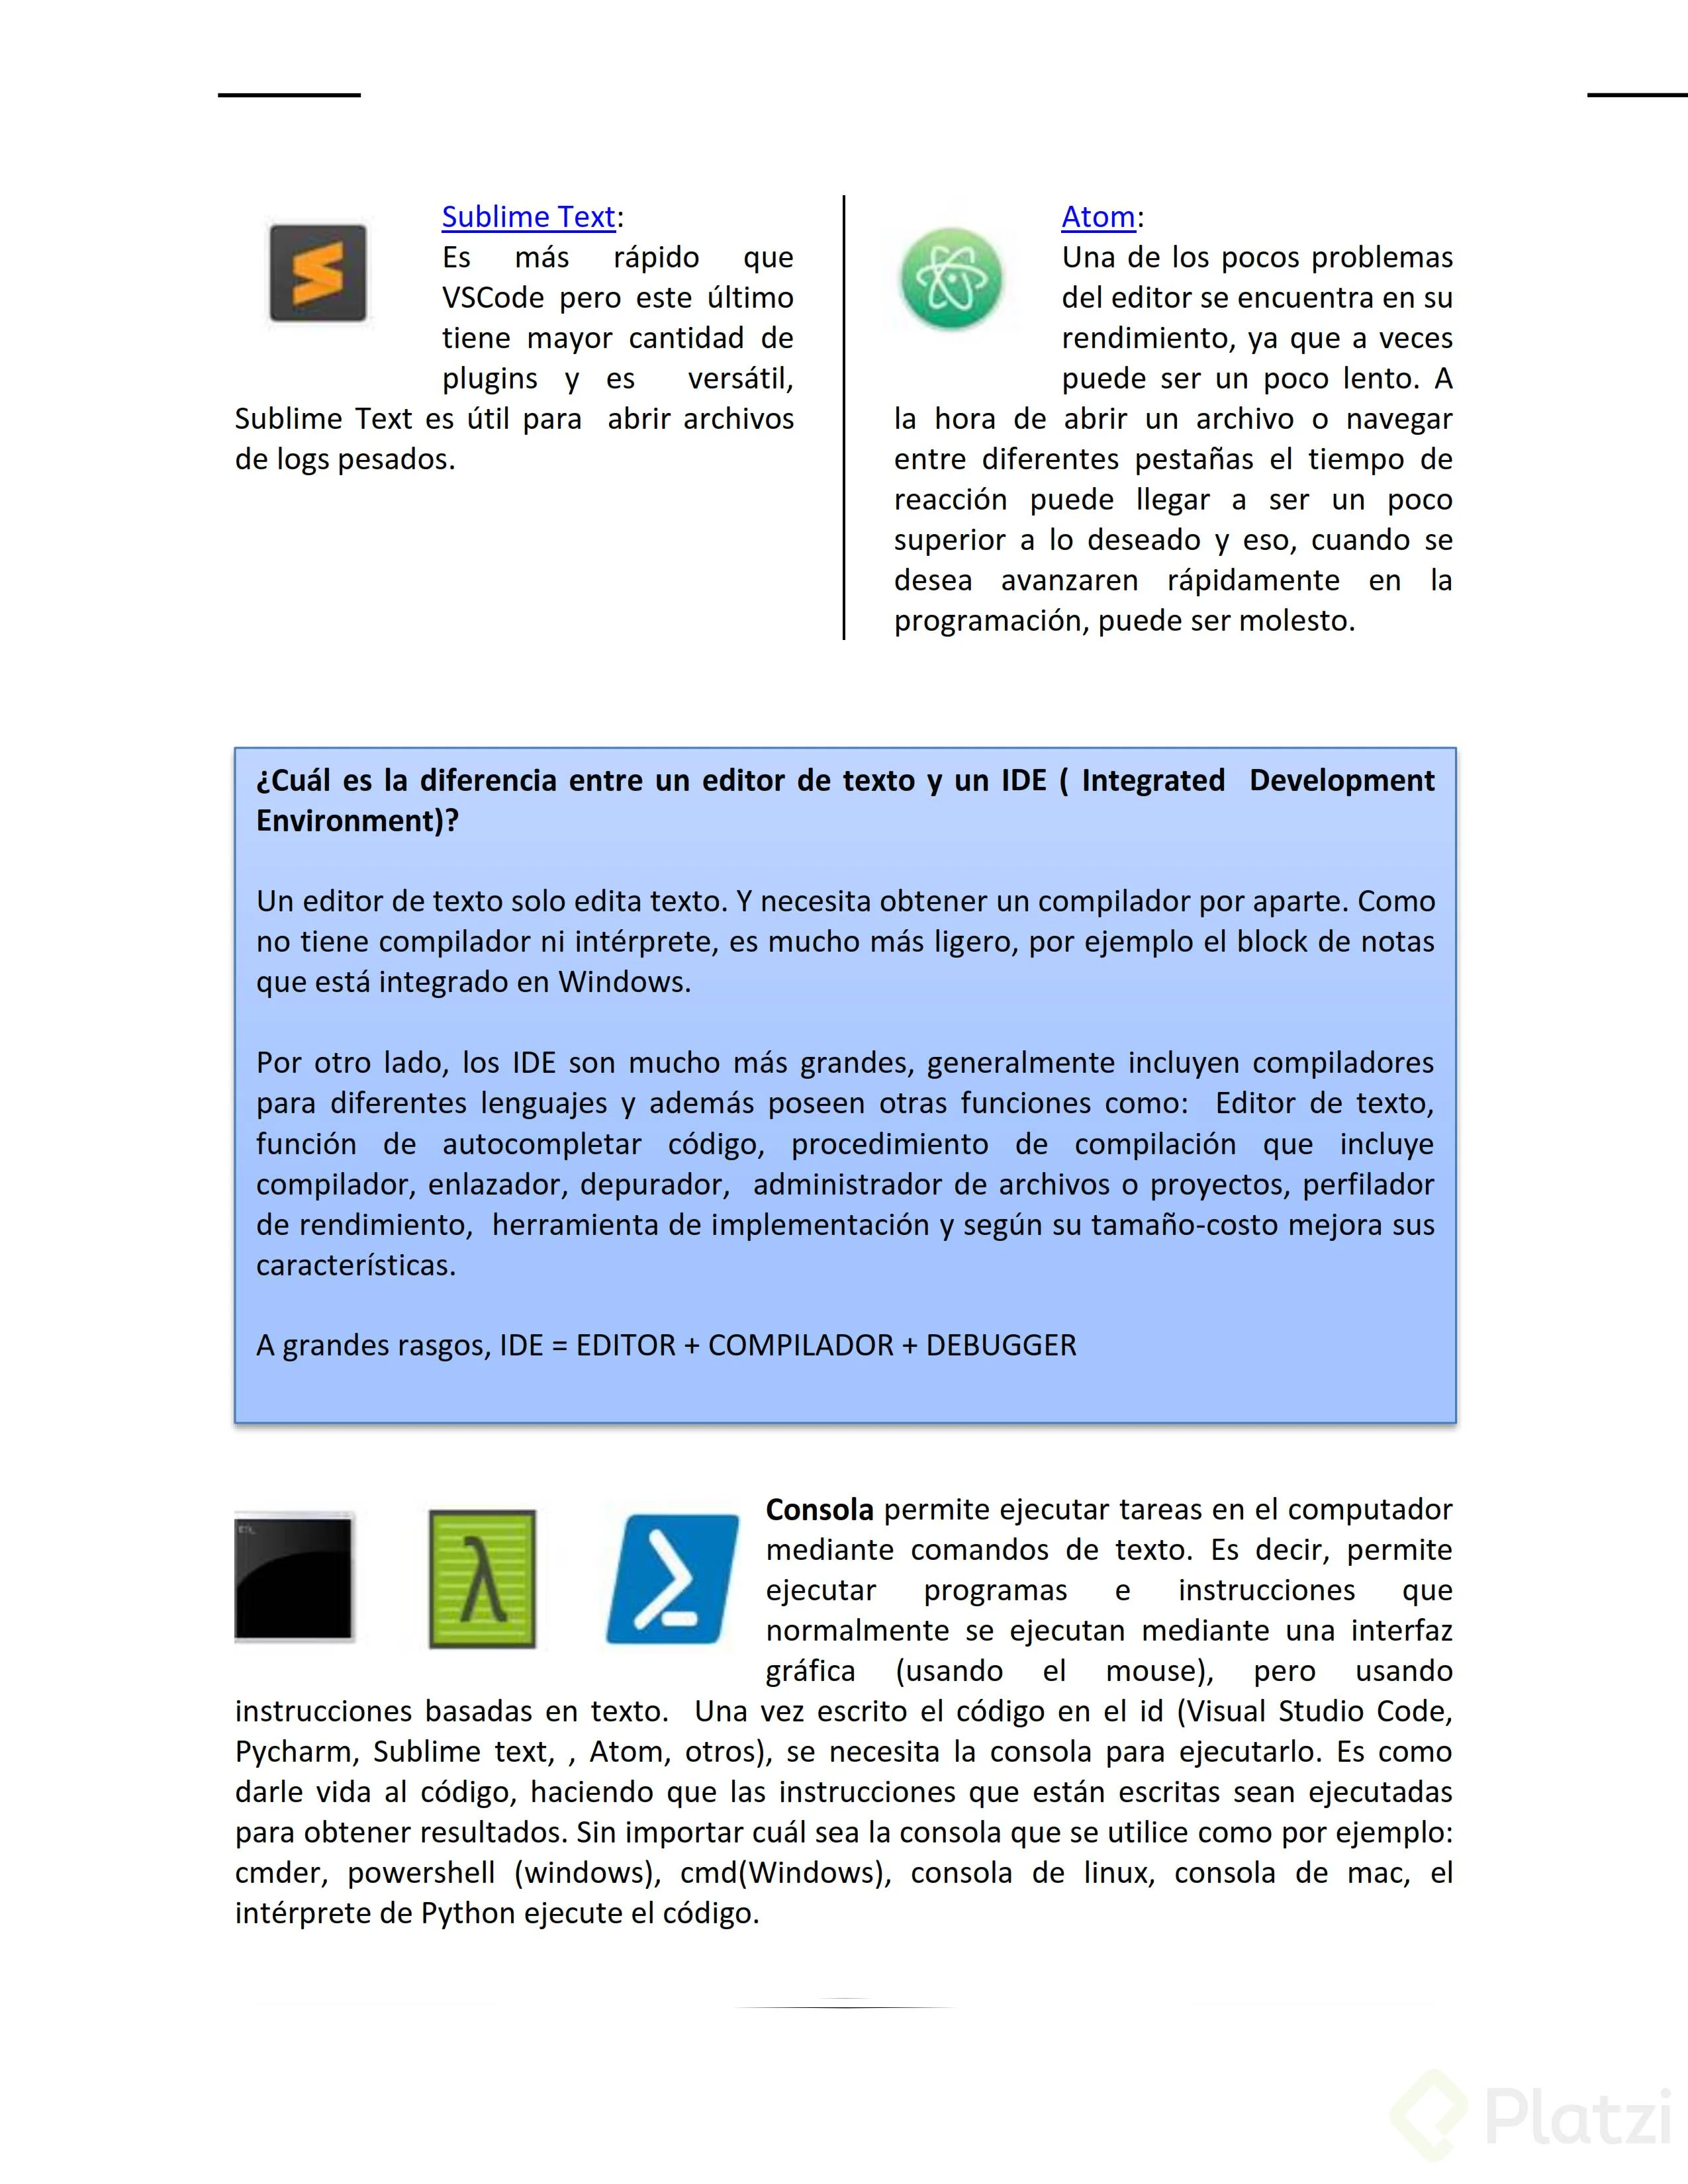 Sublime Text:
Es más rápido que
VSCode pero este último
tiene mayor cantidad de
plugins y es versátil,
Sublime Text es útil para abrir archivos
de logs pesados.
Atom:
Una de los pocos problemas
del editor se encuentra en su
rendimiento, ya que a veces
puede ser un poco lento. A
la hora de abrir un archivo o navegar
entre diferentes pestañas el tiempo de
reacción puede llegar a ser un poco
superior a lo deseado y eso, cuando se
desea avanzaren rápidamente en la
programación, puede ser molesto.
¿Cuál es la diferencia entre un editor de texto y un IDE ( Integrated Development
Environment)?
Un editor de texto solo edita texto. Y necesita obtener un compilador por aparte. Como
no tiene compilador ni intérprete, es mucho más ligero, por ejemplo el block de notas
que está integrado en Windows.
Por otro lado, los IDE son mucho más grandes, generalmente incluyen compiladores
para diferentes lenguajes y además poseen otras funciones como: Editor de texto,
función de autocompletar código, procedimiento de compilación que incluye
compilador, enlazador, depurador, administrador de archivos o proyectos, perfilador
de rendimiento, herramienta de implementación y según su tamaño-costo mejora sus
características.
A grandes rasgos, IDE = EDITOR + COMPILADOR + DEBUGGER
Consola permite ejecutar tareas en el computador
mediante comandos de texto. Es decir, permite
ejecutar programas e instrucciones que
normalmente se ejecutan mediante una interfaz
gráfica (usando el mouse), pero usando
instrucciones basadas en texto. Una vez escrito el código en el id (Visual Studio Code,
Pycharm, Sublime text, , Atom, otros), se necesita la consola para ejecutarlo. Es como
darle vida al código, haciendo que las instrucciones que están escritas sean ejecutadas
para obtener resultados. Sin importar cuál sea la consola que se utilice como por ejemplo:
cmder, powershell (windows), cmd(Windows), consola de linux, consola de mac, el
intérprete de Python ejecute el código.
Platzi